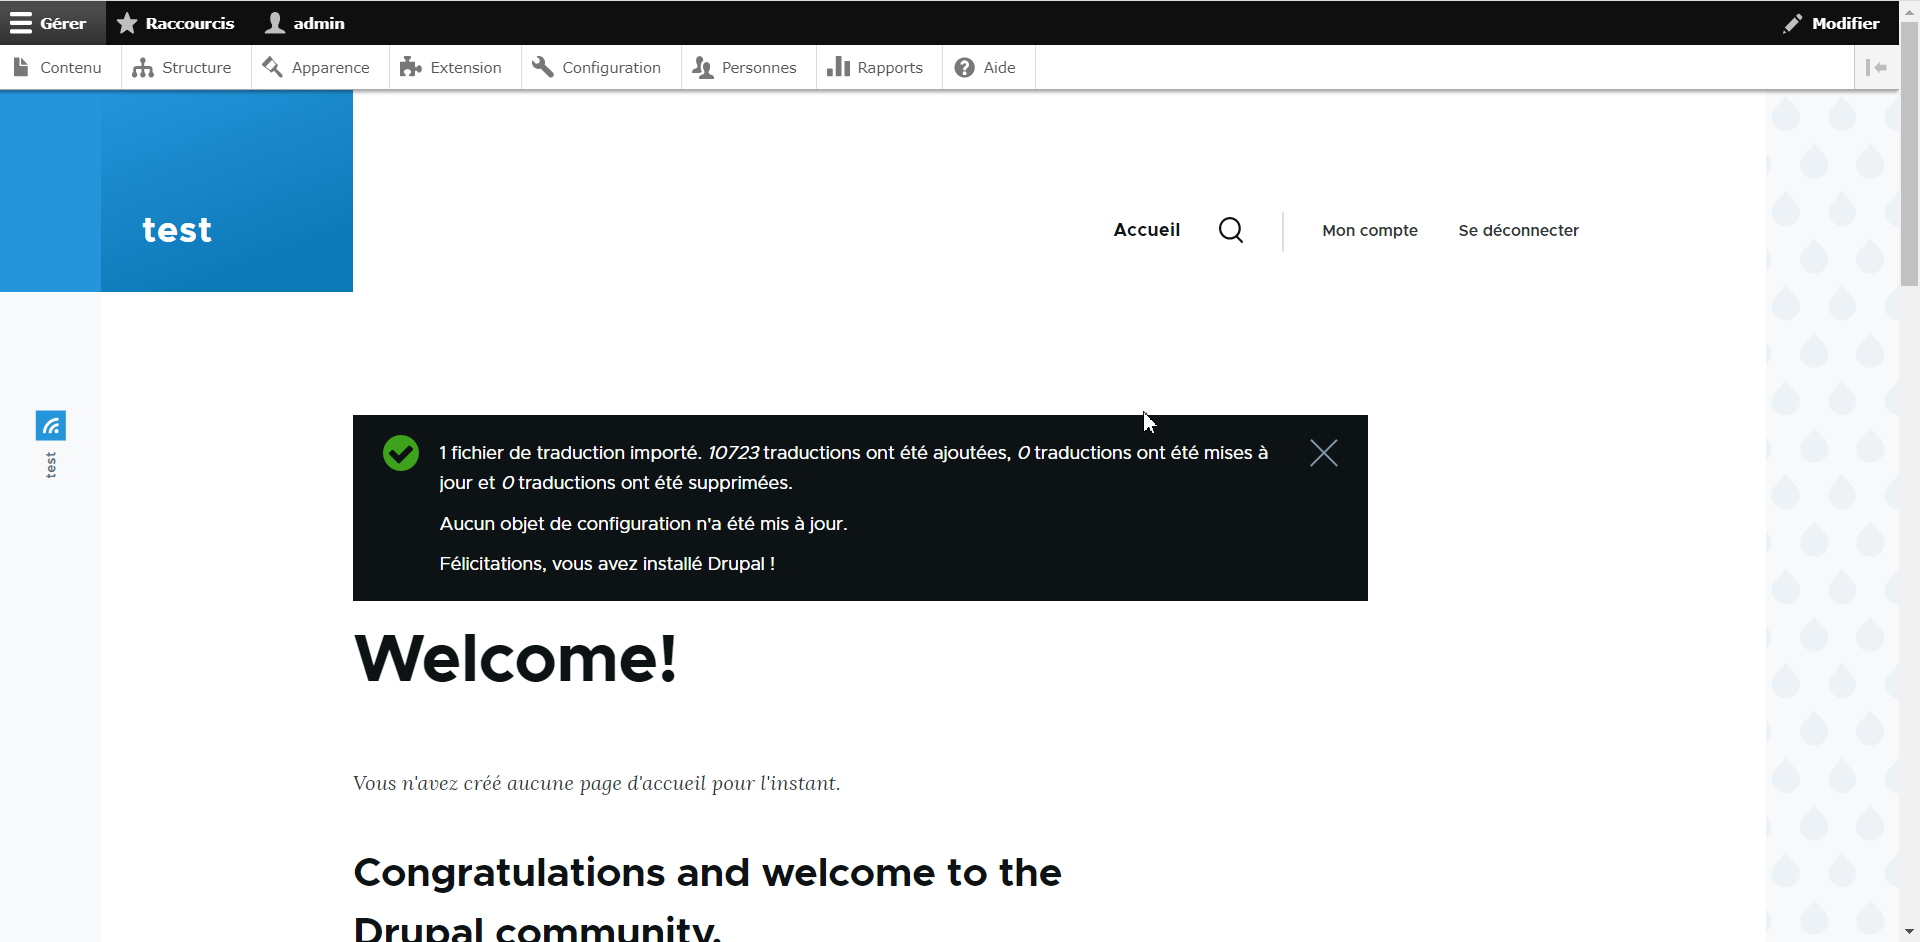 Gérer Raccourcis admin Modifier
Contenu Structure Apparence Extension Configuration Personnes Rapports Aide
test
Accueil Mon compte Se déconnecter
test
1 fichier de traduction importé. 10723 traductions ont été ajoutées, 0 traductions ont été mises à
jour et 0 traductions ont été supprimées.
Aucun objet de configuration n'a été mis à jour.
Félicitations, vous avez installé Drupal !
Welcome!
Vous n'avez créé aucune page d'accueil pour l'instant.
Congratulations and welcome to the
Drupal community.